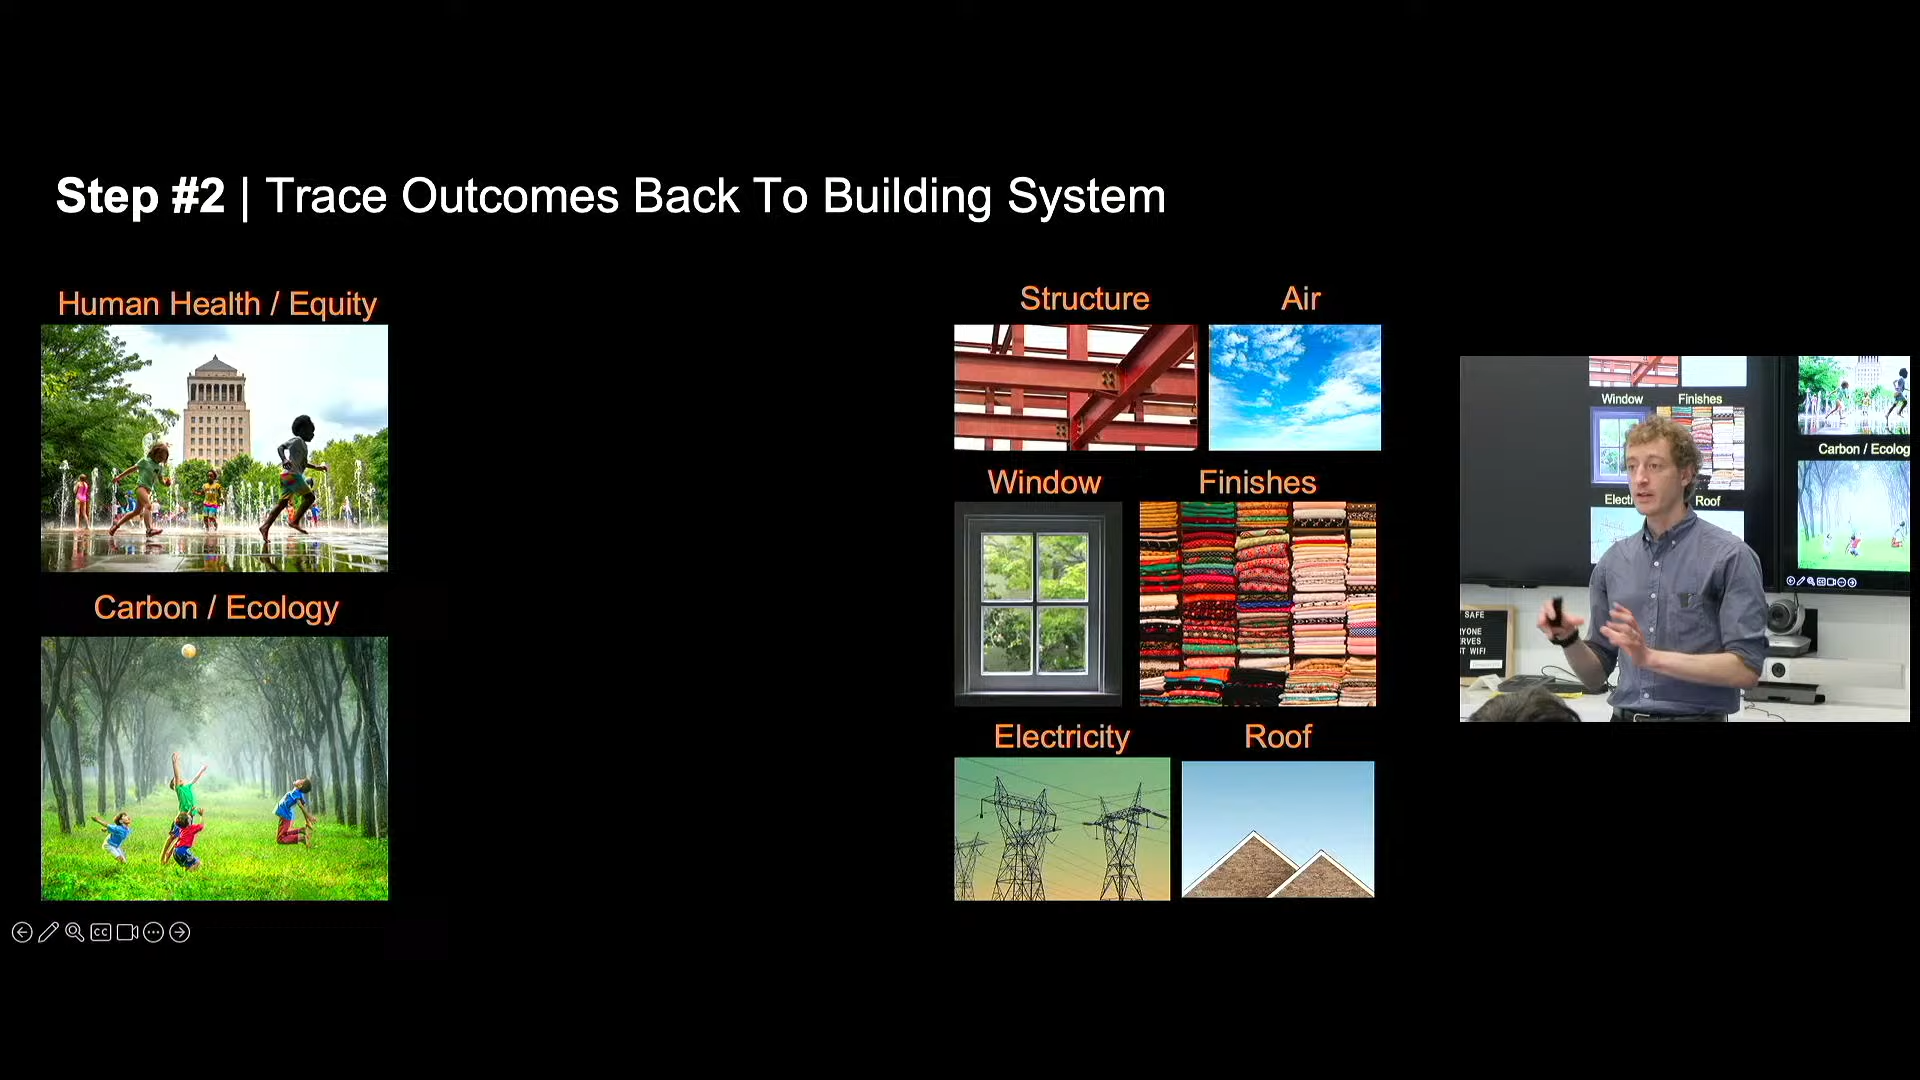 Step #2 | Trace Outcomes Back To Building System
Human Health / Equity
Structure
Air
Window
Finishes
Carbon / Ecology
Electricity
Roof
CC
Window
Finishes
Roof
Carbon / Ecolog
SAFE